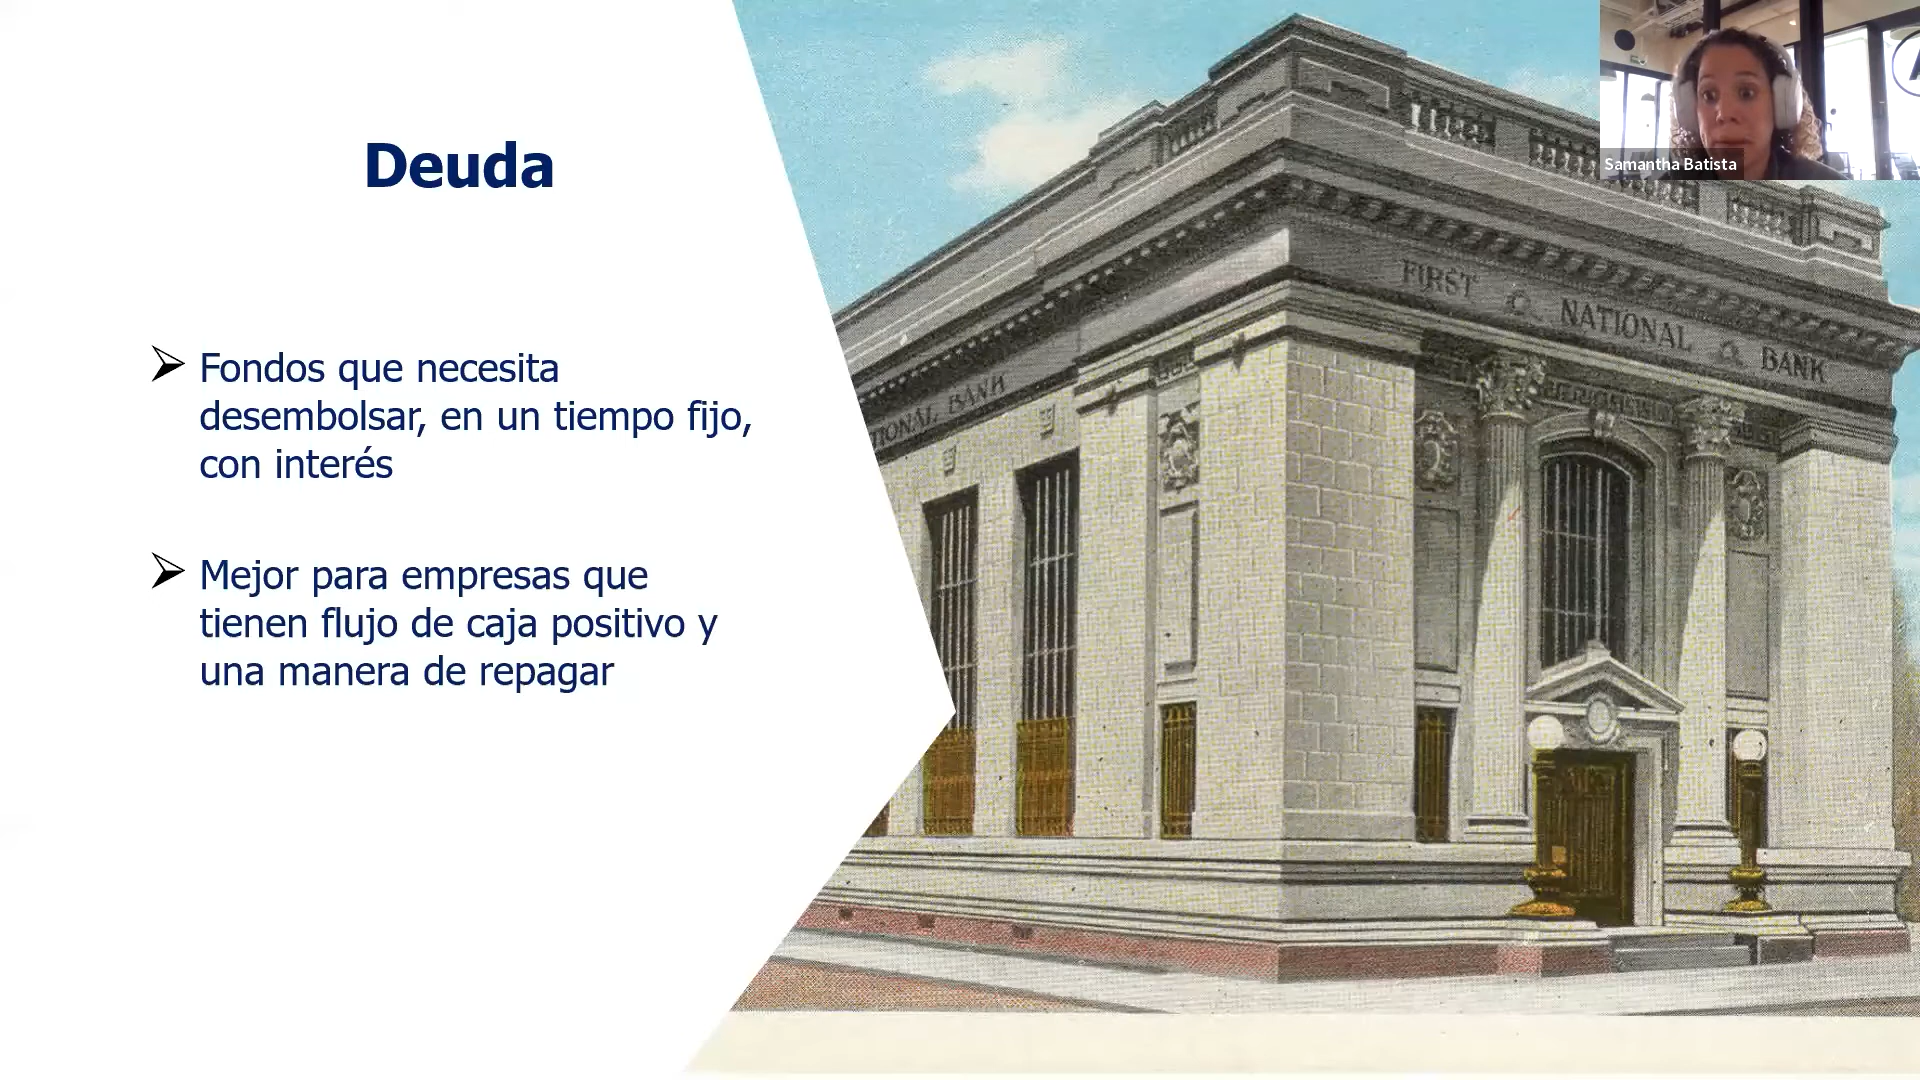 Deuda
Fondos que necesita
desembolsar, en un tiempo fijo,
con interés
Mejor para empresas que
tienen flujo de caja positivo y
una manera de repagar
FIRST NATIONAL BANK
TIONAL BANK
Samantha Batista